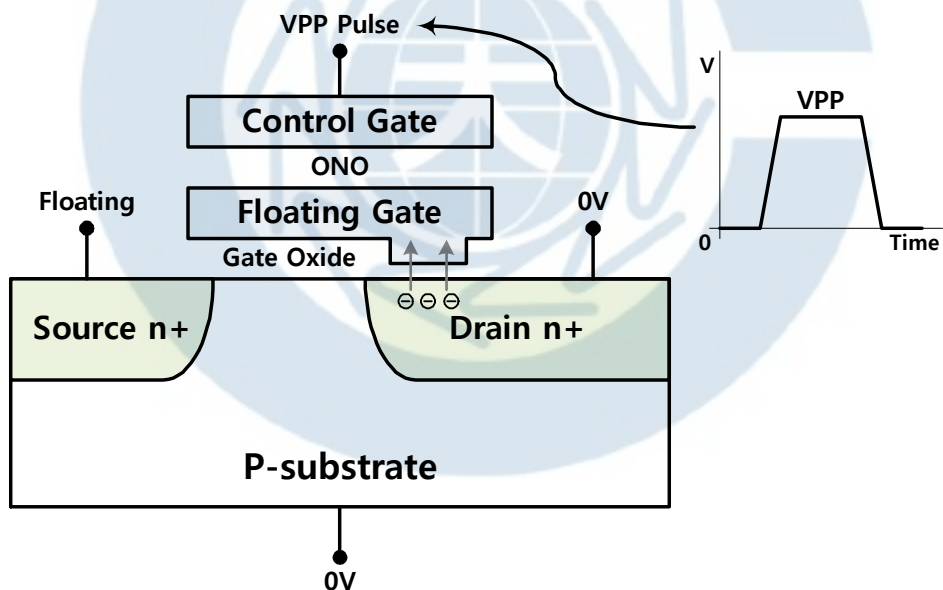 VPP Pulse
V
VPP
Control Gate
ONO
Floating
Floating Gate
0V
Gate Oxide
0
Time
Source n+
Drain n+
P-substrate
0V